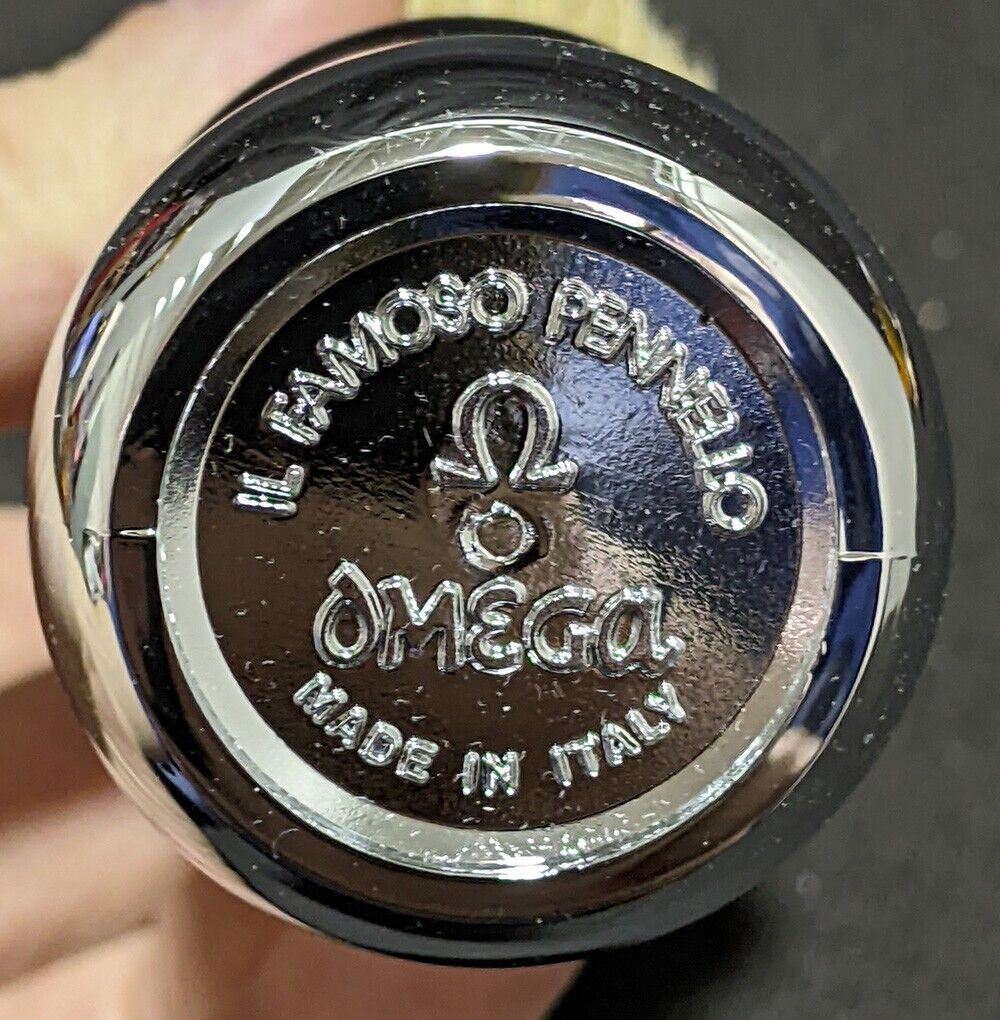 IL FAMOSO PENNELLO
Ω
OMEGA
MADE IN ITALY